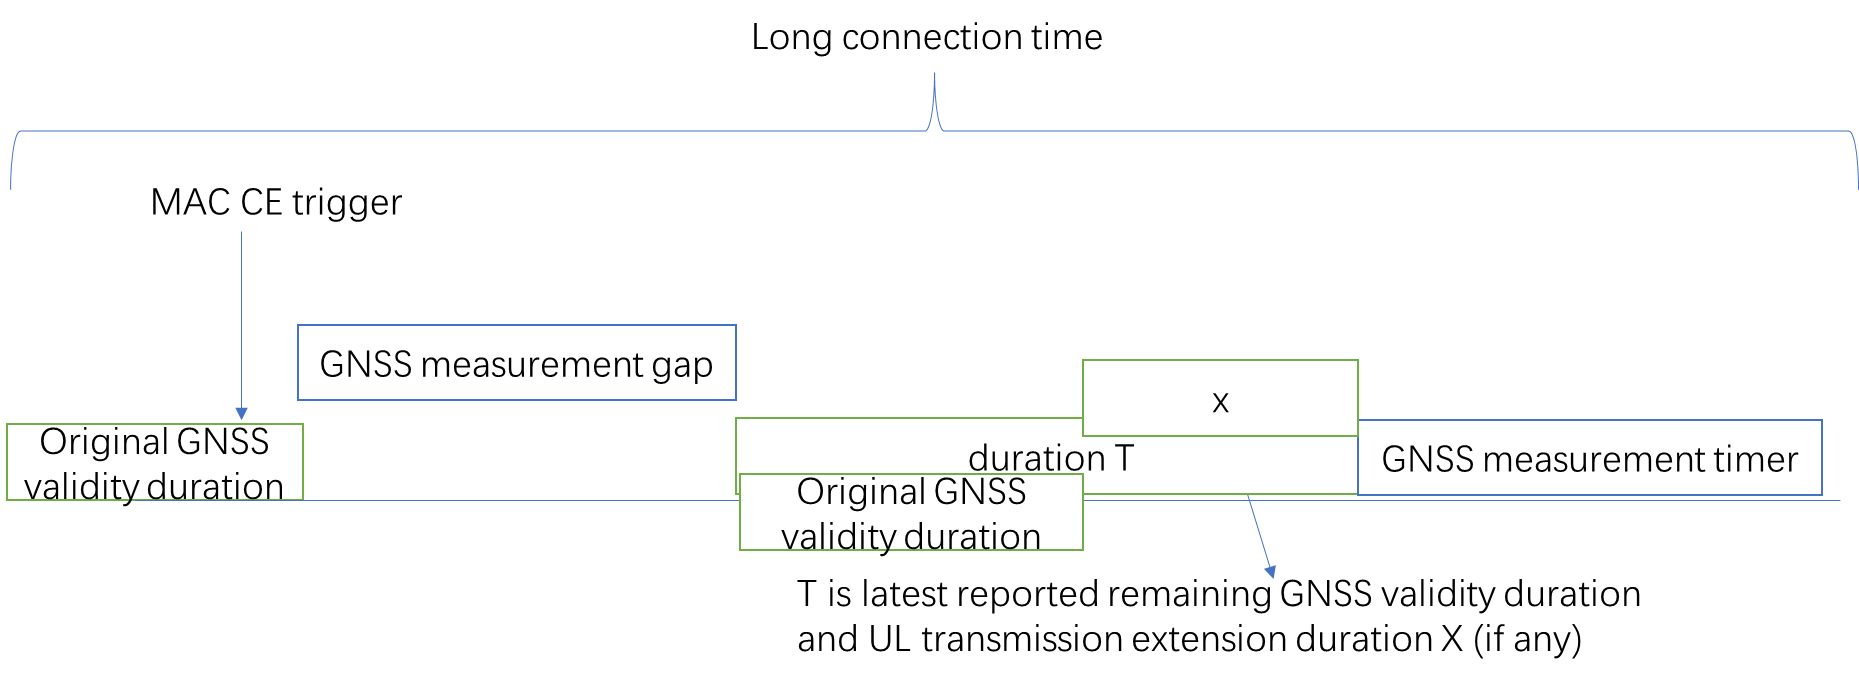 Long connection time
MAC CE trigger
GNSS measurement gap
Original GNSS
validity duration
x
duration T
GNSS measurement timer
Original GNSS
validity duration
T is latest reported remaining GNSS validity duration
and UL transmission extension duration X (if any)